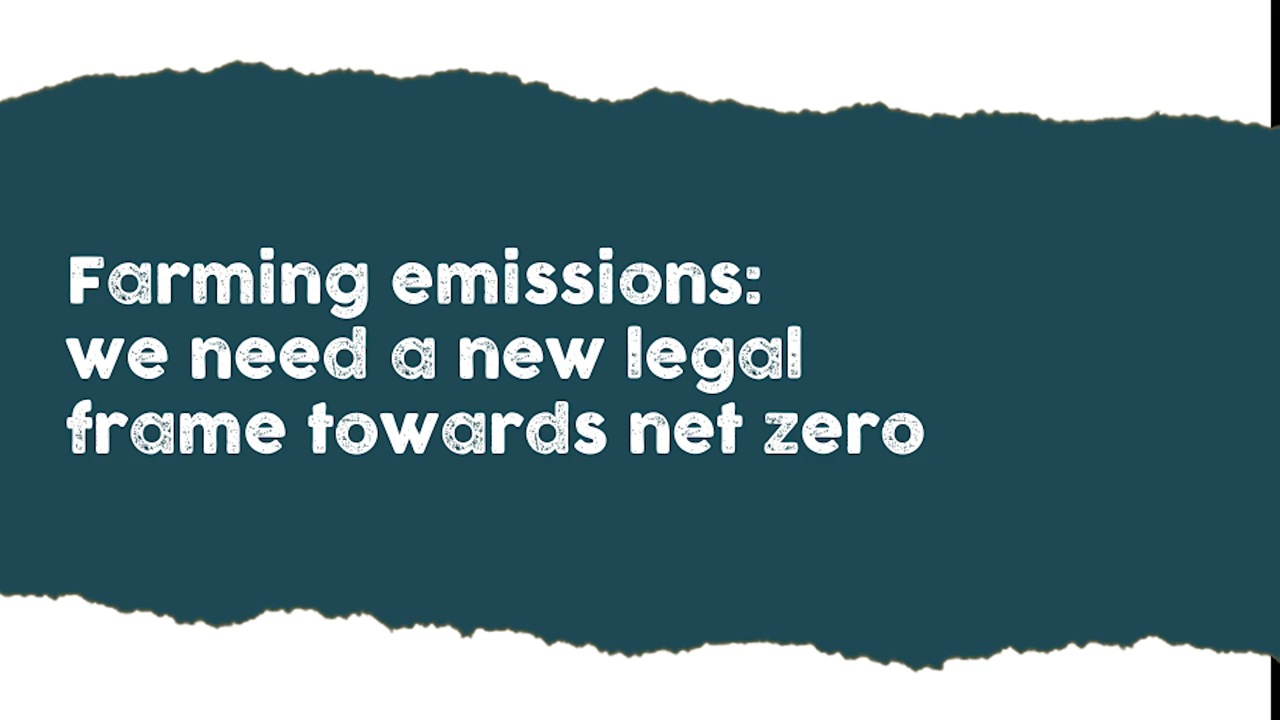 Farming emissions:
we need a new legal
frame towards net zero